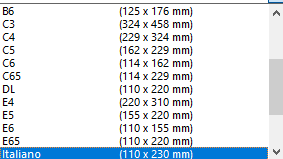 B6 (125 x 176 mm)
C3 (324 x 458 mm)
C4 (229 x 324 mm)
C5 (162 x 229 mm)
C6 (114 x 162 mm)
C65 (114 x 229 mm)
DL (110 x 220 mm)
E4 (220 x 310 mm)
E5 (155 x 220 mm)
E6 (110 x 155 mm)
E65 (110 x 220 mm)
Italiano (110 x 230 mm)